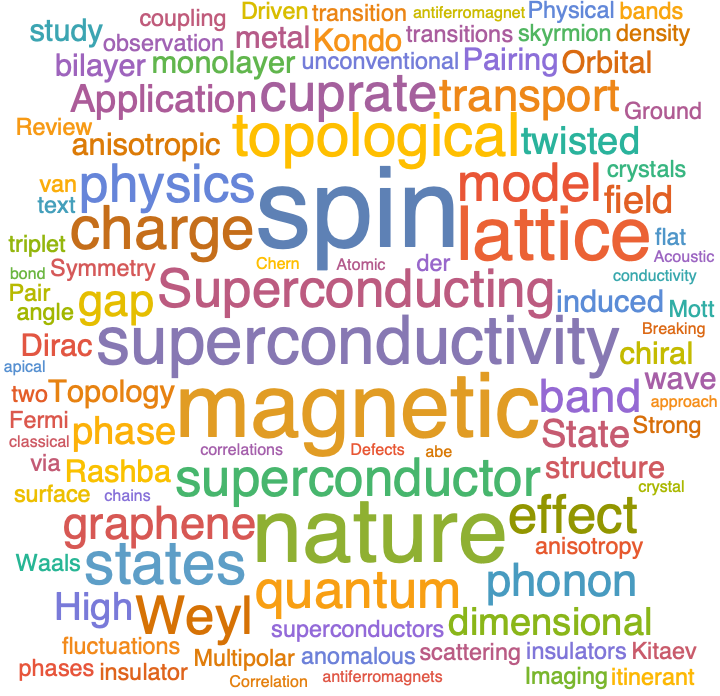 coupling Driven transition antiferromagnet Physical bands
study observation metal Kondo transitions skyrmion density
bilayer monolayer unconventional Pairing Orbital
Application cuprate transport Ground
Review anisotropic topological twisted
van physics spin model crystals
text charge lattice field
triplet Chern Atomic der flat Acoustic
bond Symmetry Superconducting induced conductivity
Pair angle gap Mott
Dirac superconductivity chiral Breaking
apical two Topology magnetic band wave approach
Fermi phase State Strong
classical correlations Defects abe
via Rashba superconductor structure
surface chains crystal
graphene nature effect
Waals states anisotropy
High Weyl quantum phonon
superconductors dimensional
fluctuations Multipolar anomalous scattering insulators Kitaev
phases insulator Correlation antiferromagnets Imaging itinerant